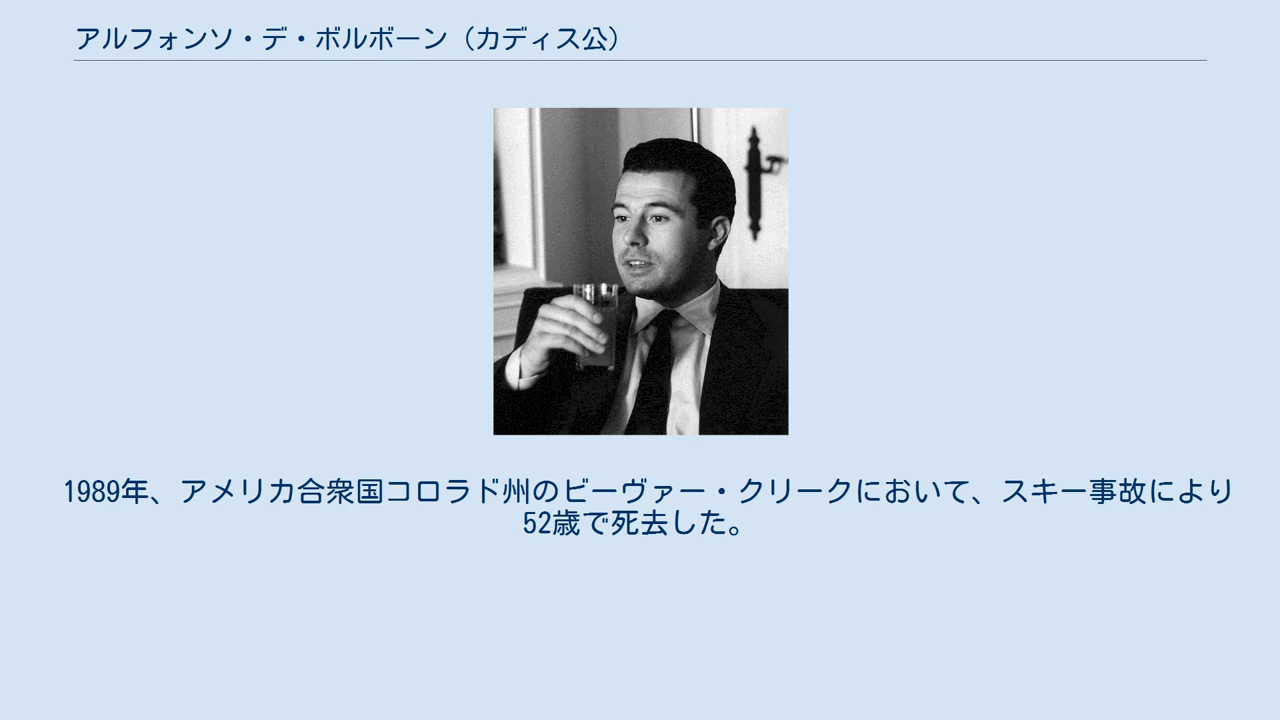 アルフォンソ・デ・ボルボーン（カディス公）
1989年、アメリカ合衆国コロラド州のビーヴァー・クリークにおいて、スキー事故により
52歳で死去した。